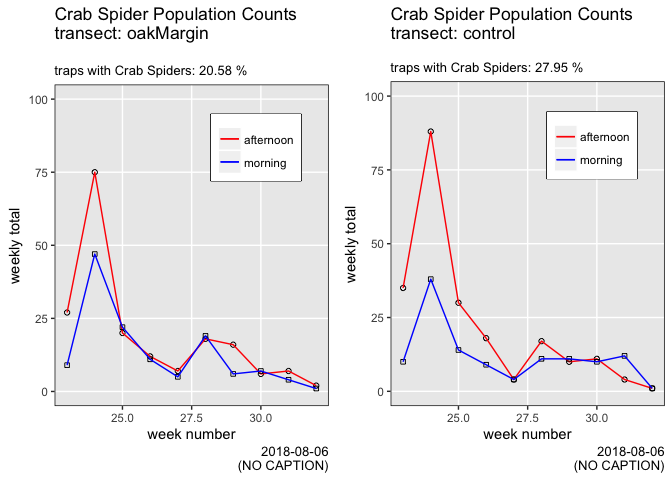 Crab Spider Population Counts
transect: oakMargin
traps with Crab Spiders: 20.58 %
100
75
50
25
0
weekly total
afternoon
morning
25.0
27.5
30.0
week number
2018-08-06
(NO CAPTION)
Crab Spider Population Counts
transect: control
traps with Crab Spiders: 27.95 %
100
75
50
25
0
weekly total
afternoon
morning
25.0
27.5
30.0
week number
2018-08-06
(NO CAPTION)